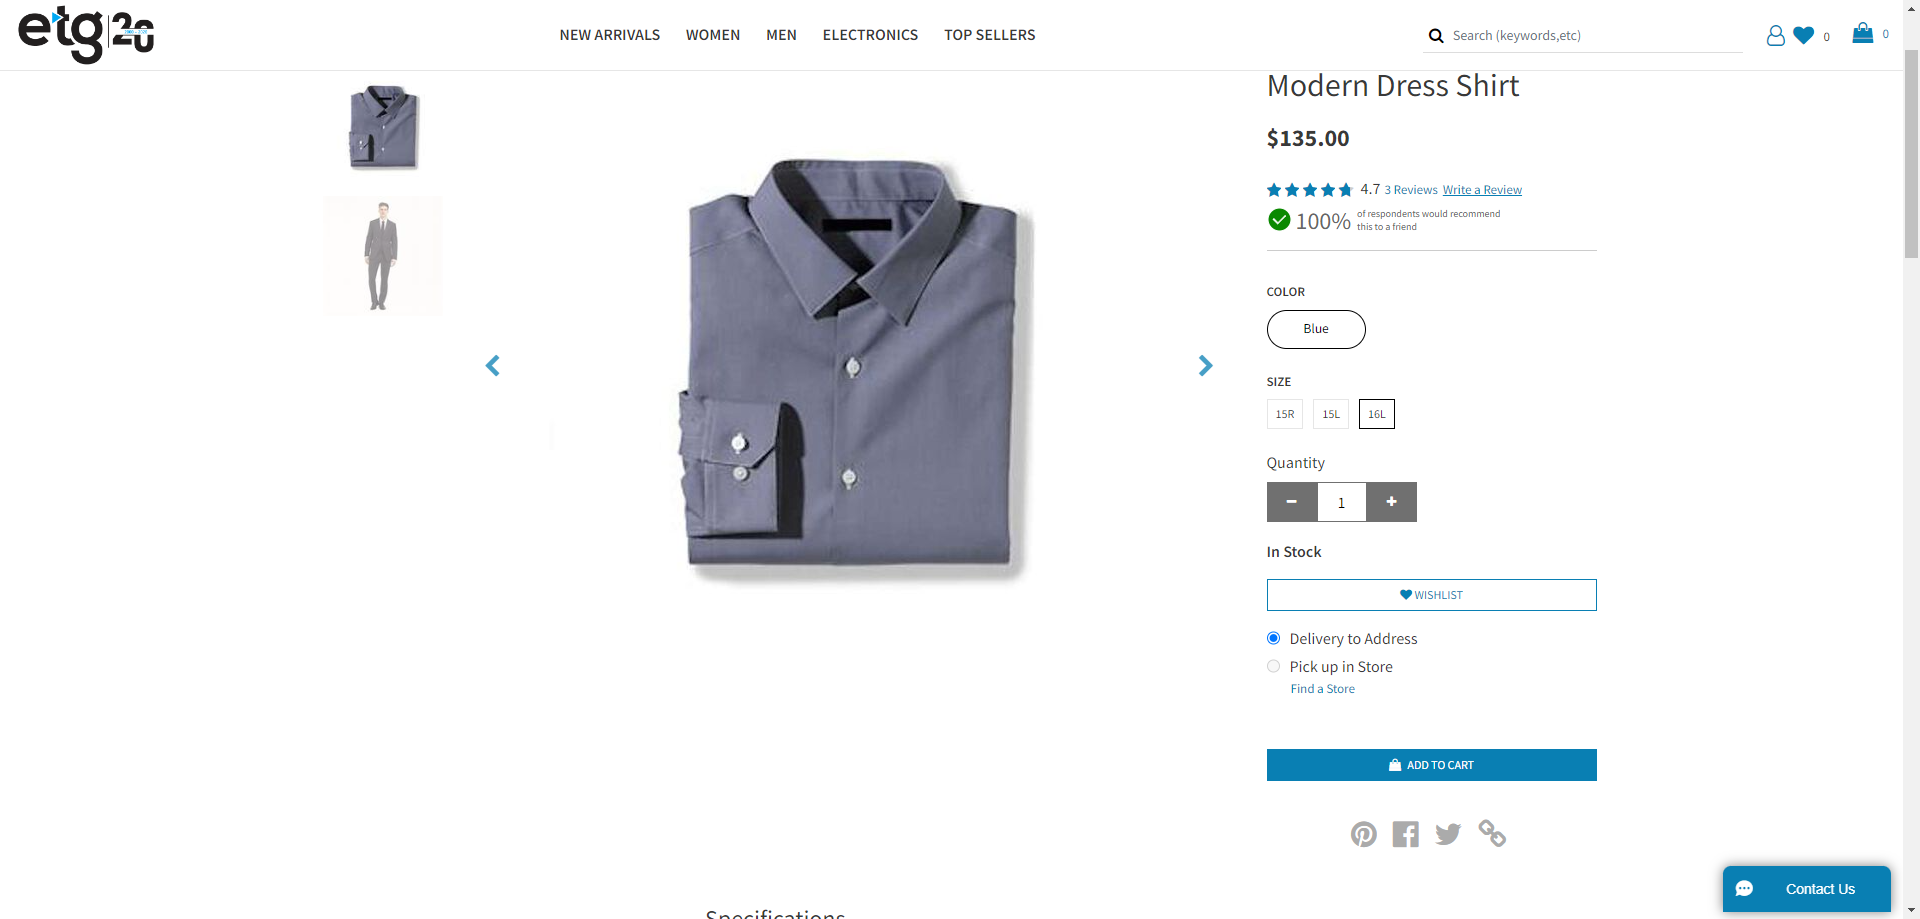 etg 20
NEW ARRIVALS WOMEN MEN ELECTRONICS TOP SELLERS
Search (keywords,etc)
0
0
Modern Dress Shirt
$135.00
4.7 3 Reviews Write a Review
100% of respondents would recommend
this to a friend
COLOR
Blue
SIZE
15R 15L 16L
Quantity
− 1 +
In Stock
WISHLIST
Delivery to Address
Pick up in Store
Find a Store
ADD TO CART
Contact Us
Specifications